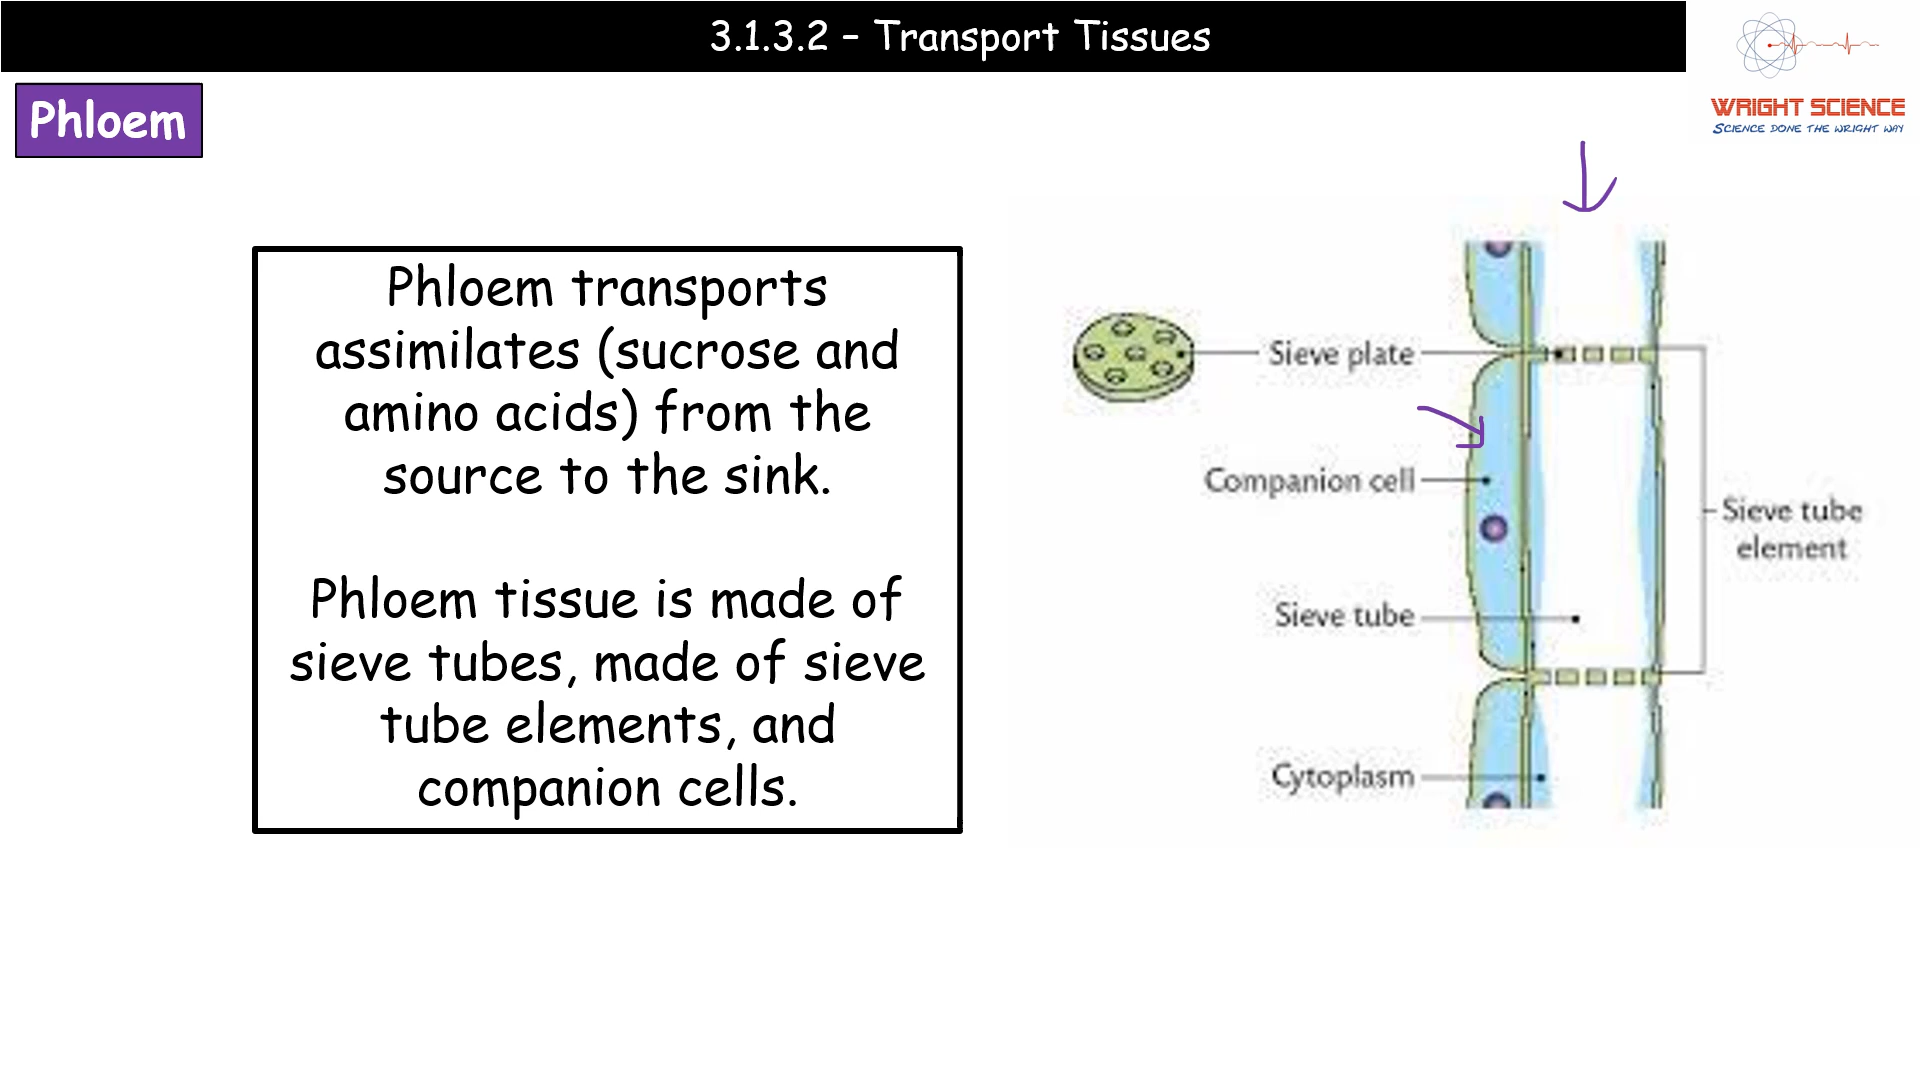 3.1.3.2 – Transport Tissues
WRIGHT SCIENCE
SCIENCE DONE THE WRIGHT WAY
Phloem
Phloem transports
assimilates (sucrose and
amino acids) from the
source to the sink.
Phloem tissue is made of
sieve tubes, made of sieve
tube elements, and
companion cells.
Sieve plate
Companion cell
Sieve tube
element
Sieve tube
Cytoplasm